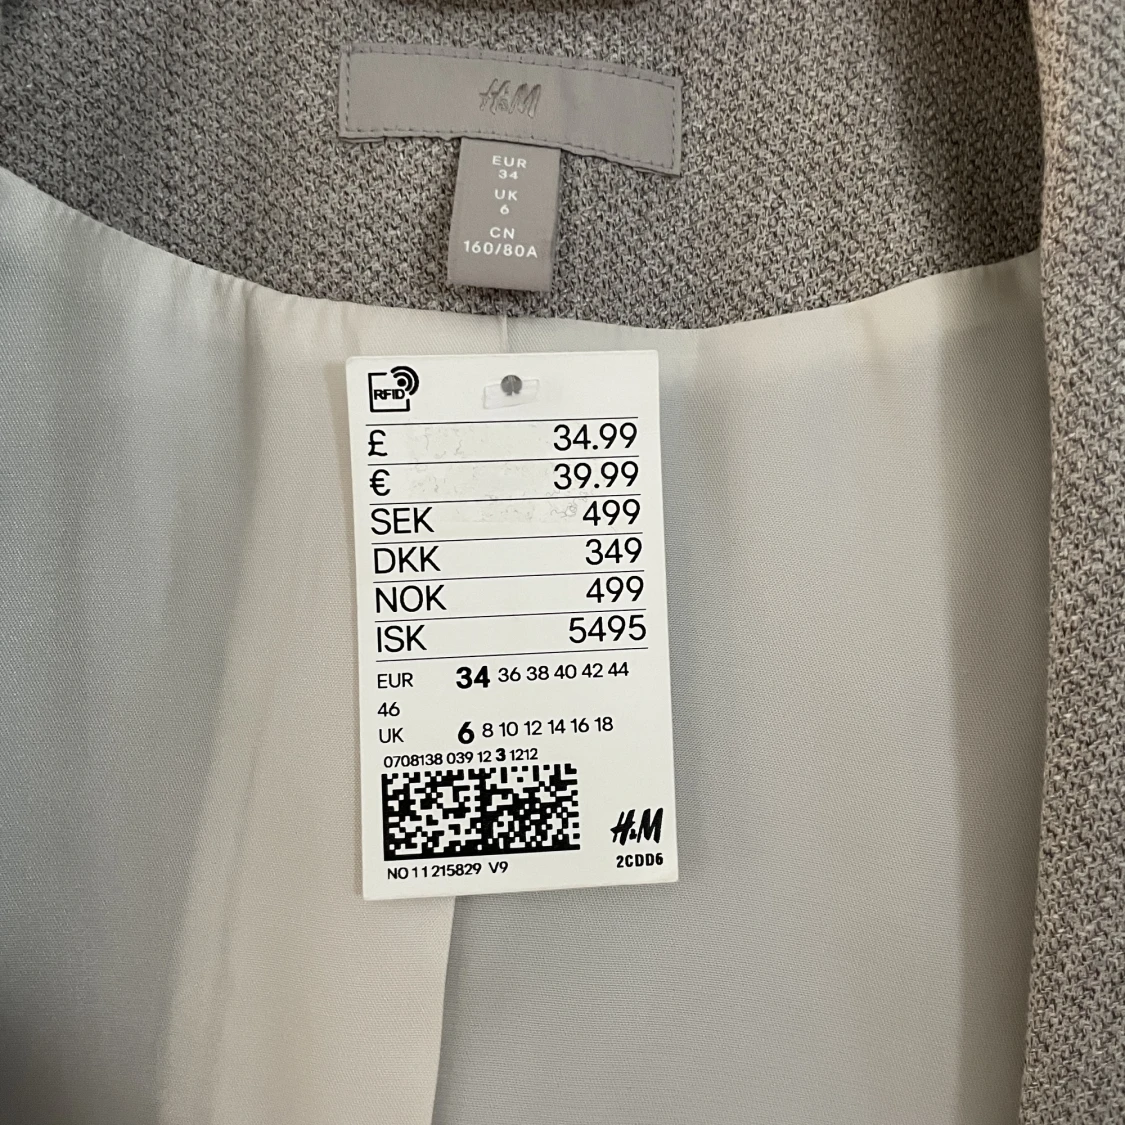 H&M
EUR
34
UK
6
CN
160/80A
RFID
£ 34.99
€ 39.99
SEK 499
DKK 349
NOK 499
ISK 5495
EUR 34 36 38 40 42 44
46
UK 6 8 10 12 14 16 18
0708138 039 12 3 1212
H&M
2CDD6
NO 11215829 V9